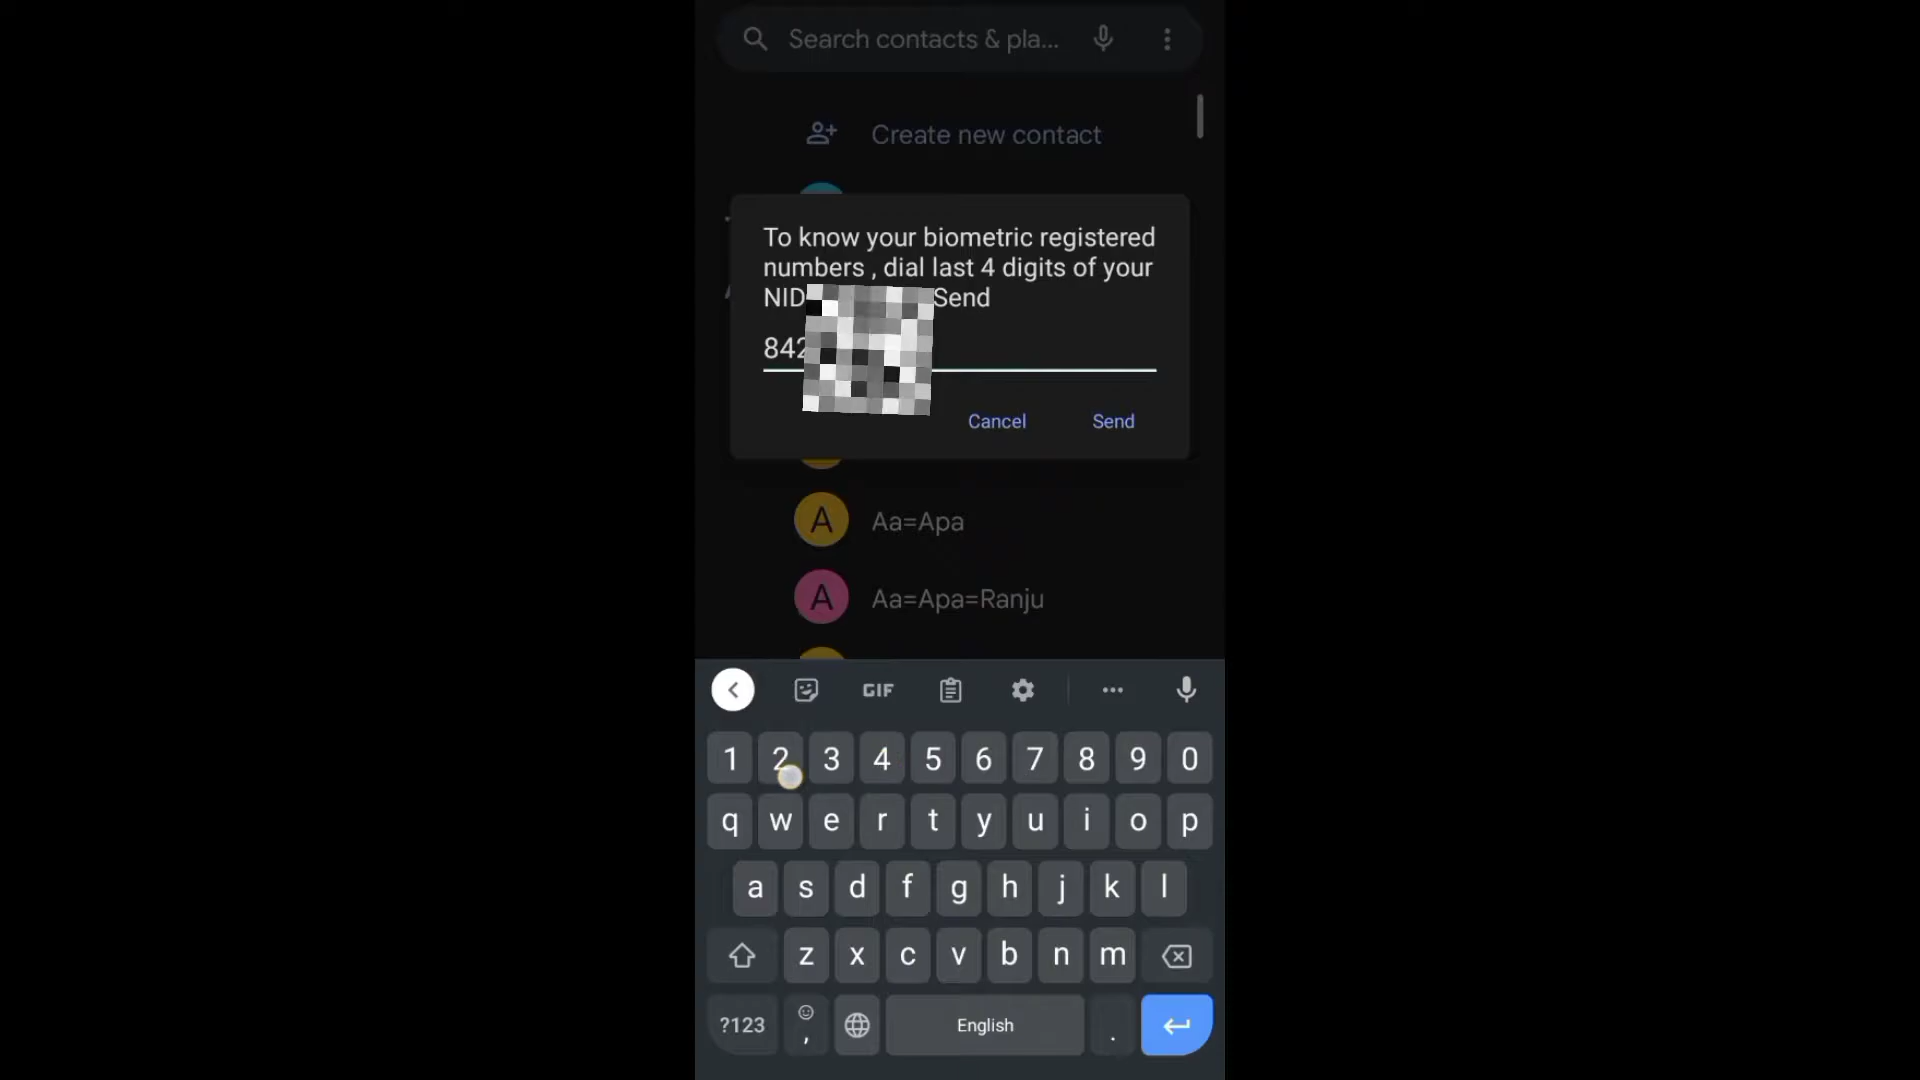 Search contacts & pla...
Create new contact
To know your biometric registered
numbers , dial last 4 digits of your
NID Send
842
Cancel
Send
A Aa=Apa
A Aa=Apa=Ranju
GIF
1 2 3 4 5 6 7 8 9 0
q w e r t y u i o p
a s d f g h j k l
z x c v b n m
?123 , English .